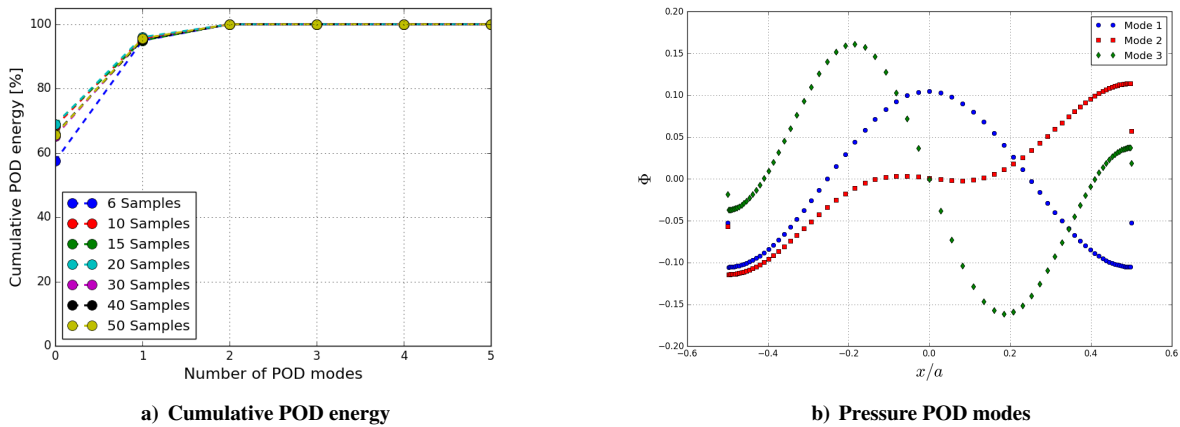 100
80
60
40
20
0
Cumulative POD energy [%]
6 Samples
10 Samples
15 Samples
20 Samples
30 Samples
40 Samples
50 Samples
0 1 2 3 4 5
Number of POD modes
a) Cumulative POD energy
0.20
0.15
0.10
0.05
0.00
−0.05
−0.10
−0.15
−0.20
Φ
Mode 1
Mode 2
Mode 3
−0.6 −0.4 −0.2 0.0 0.2 0.4 0.6
x/a
b) Pressure POD modes